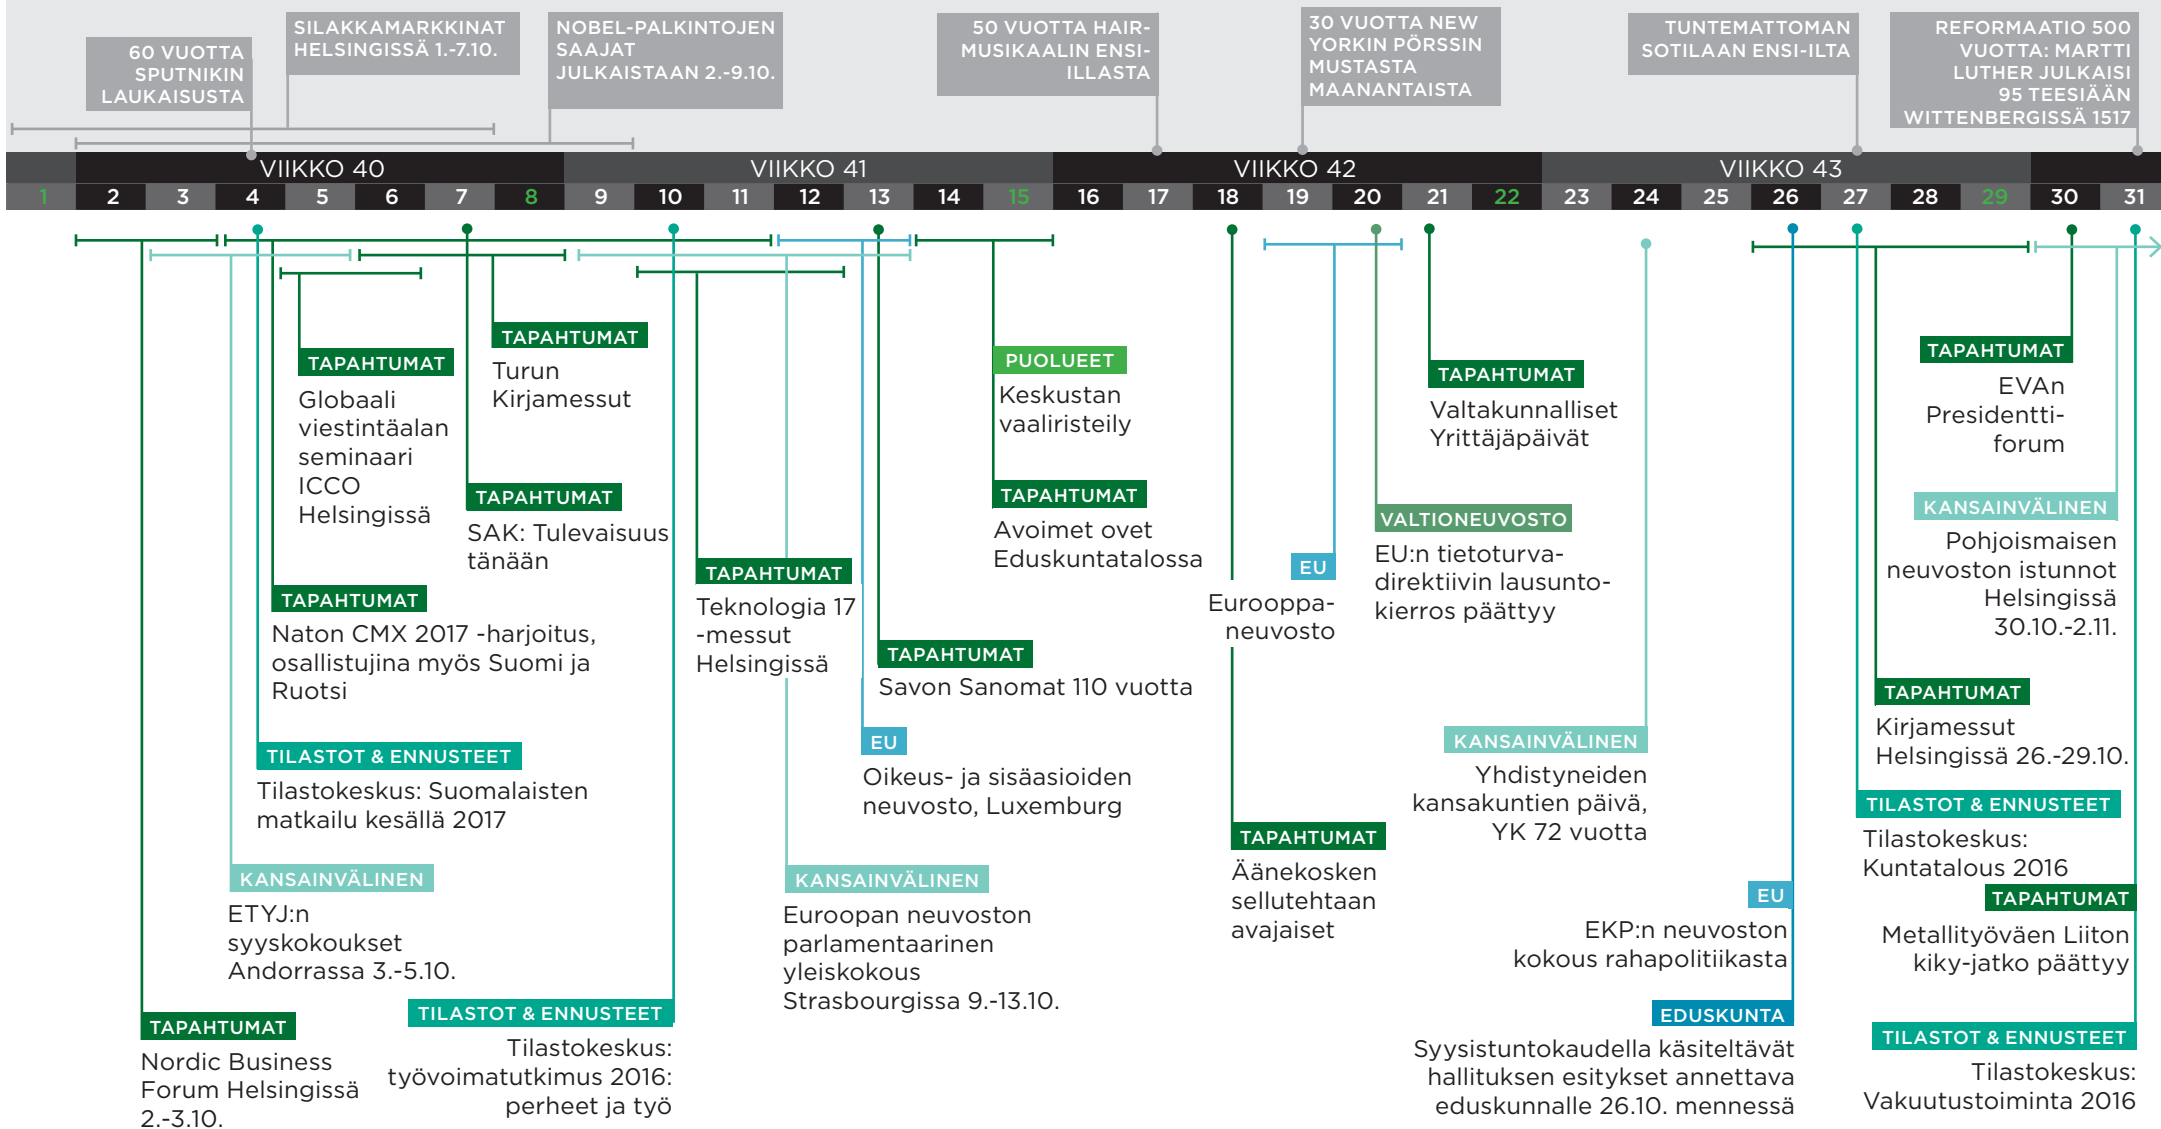 60 VUOTTA
SPUTNIKIN
LAUKAISUSTA
SILAKKAMARKKINAT
HELSINGISSÄ 1.-7.10.
NOBEL-PALKINTOJEN
SAAJAT
JULKAISTAAN 2.-9.10.
50 VUOTTA HAIR-
MUSIKAALIN ENSI-
ILLASTA
30 VUOTTA NEW
YORKIN PÖRSSIN
MUSTASTA
MAANANTAISTA
TUNTEMATTOMAN
SOTILAAN ENSI-ILTA
REFORMAATIO 500
VUOTTA: MARTTI
LUTHER JULKAISI
95 TEESIÄÄN
WITTENBERGISSÄ 1517
VIIKKO 40 VIIKKO 41 VIIKKO 42 VIIKKO 43
1 2 3 4 5 6 7 8 9 10 11 12 13 14 15 16 17 18 19 20 21 22 23 24 25 26 27 28 29 30 31
TAPAHTUMAT
Globaali
viestintäalan
seminaari
ICCO
Helsingissä
TAPAHTUMAT
Turun
Kirjamessut
TAPAHTUMAT
SAK: Tulevaisuus
tänään
TAPAHTUMAT
Naton CMX 2017 -harjoitus,
osallistujina myös Suomi ja
Ruotsi
TILASTOT & ENNUSTEET
Tilastokeskus: Suomalaisten
matkailu kesällä 2017
KANSAINVÄLINEN
ETYJ:n
syyskokoukset
Andorrassa 3.-5.10.
TAPAHTUMAT
Nordic Business
Forum Helsingissä
2.-3.10.
TILASTOT & ENNUSTEET
Tilastokeskus:
työvoimatutkimus 2016:
perheet ja työ
TAPAHTUMAT
Teknologia 17
-messut
Helsingissä
PUOLUEET
Keskustan
vaaliristeily
TAPAHTUMAT
Avoimet ovet
Eduskuntatalossa
TAPAHTUMAT
Savon Sanomat 110 vuotta
EU
Oikeus- ja sisäasioiden
neuvosto, Luxemburg
KANSAINVÄLINEN
Euroopan neuvoston
parlamentaarinen
yleiskokous
Strasbourgissa 9.-13.10.
EU
Eurooppa-
neuvosto
TAPAHTUMAT
Äänekosken
sellutehtaan
avajaiset
TAPAHTUMAT
Valtakunnalliset
Yrittäjäpäivät
VALTIONEUVOSTO
EU:n tietoturva-
direktiivin lausunto-
kierros päättyy
KANSAINVÄLINEN
Yhdistyneiden
kansakuntien päivä,
YK 72 vuotta
EU
EKP:n neuvoston
kokous rahapolitiikasta
EDUSKUNTA
Syysistuntokaudella käsiteltävät
hallituksen esitykset annettava
eduskunnalle 26.10. mennessä
TAPAHTUMAT
EVAn
Presidentti-
forum
KANSAINVÄLINEN
Pohjoismaisen
neuvoston istunnot
Helsingissä
30.10.-2.11.
TAPAHTUMAT
Kirjamessut
Helsingissä 26.-29.10.
TILASTOT & ENNUSTEET
Tilastokeskus:
Kuntatalous 2016
TAPAHTUMAT
Metallityöväen Liiton
kiky-jatko päättyy
TILASTOT & ENNUSTEET
Tilastokeskus:
Vakuutustoiminta 2016